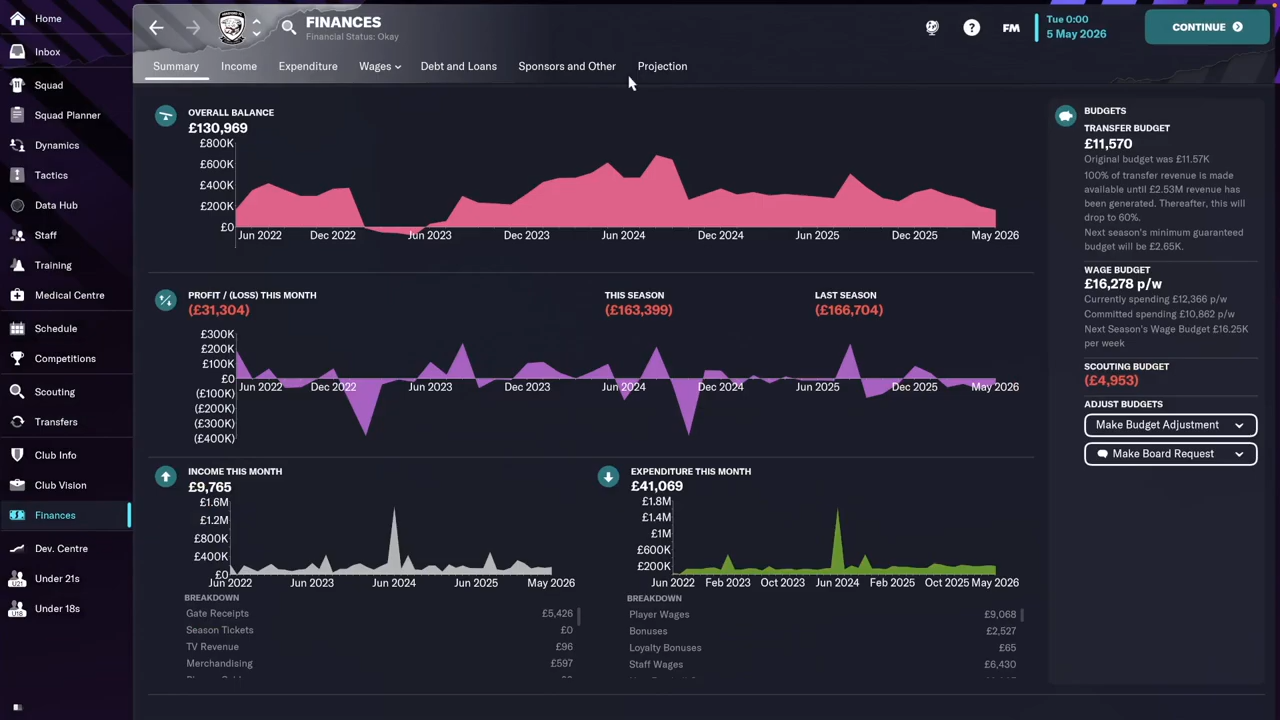 Home
Inbox
Squad
Squad Planner
Dynamics
Tactics
Data Hub
Staff
Training
Medical Centre
Schedule
Competitions
Scouting
Transfers
Club Info
Club Vision
Finances
Dev. Centre
U21
Under 21s
U18
Under 18s
FINANCES
Financial Status: Okay
?
FM
Tue 0:00
5 May 2026
CONTINUE
Summary
Income
Expenditure
Wages
Debt and Loans
Sponsors and Other
Projection
OVERALL BALANCE
£130,969
£800K
£600K
£400K
£200K
£0
Jun 2022 Dec 2022 Jun 2023 Dec 2023 Jun 2024 Dec 2024 Jun 2025 Dec 2025 May 2026
PROFIT / (LOSS) THIS MONTH
(£31,304)
THIS SEASON
(£163,399)
LAST SEASON
(£166,704)
£300K
£200K
£100K
£0
(£100K)
(£200K)
(£300K)
(£400K)
Jun 2022 Dec 2022 Jun 2023 Dec 2023 Jun 2024 Dec 2024 Jun 2025 Dec 2025 May 2026
INCOME THIS MONTH
£9,765
£1.6M
£1.2M
£800K
£400K
£0
Jun 2022 Jun 2023 Jun 2024 Jun 2025 May 2026
BREAKDOWN
Gate Receipts £5,426
Season Tickets £0
TV Revenue £96
Merchandising £597
EXPENDITURE THIS MONTH
£41,069
£1.8M
£1.4M
£1M
£600K
£200K
Jun 2022 Feb 2023 Oct 2023 Jun 2024 Feb 2025 Oct 2025 May 2026
BREAKDOWN
Player Wages £9,068
Bonuses £2,527
Loyalty Bonuses £65
Staff Wages £6,430
BUDGETS
TRANSFER BUDGET
£11,570
Original budget was £11.57K
100% of transfer revenue is made
available until £2.53M revenue has
been generated. Thereafter, this will
drop to 60%.
Next season's minimum guaranteed
budget will be £2.65K.
WAGE BUDGET
£16,278 p/w
Currently spending £12,366 p/w
Committed spending £10,862 p/w
Next Season's Wage Budget £16.25K
per week
SCOUTING BUDGET
(£4,953)
ADJUST BUDGETS
Make Budget Adjustment
Make Board Request